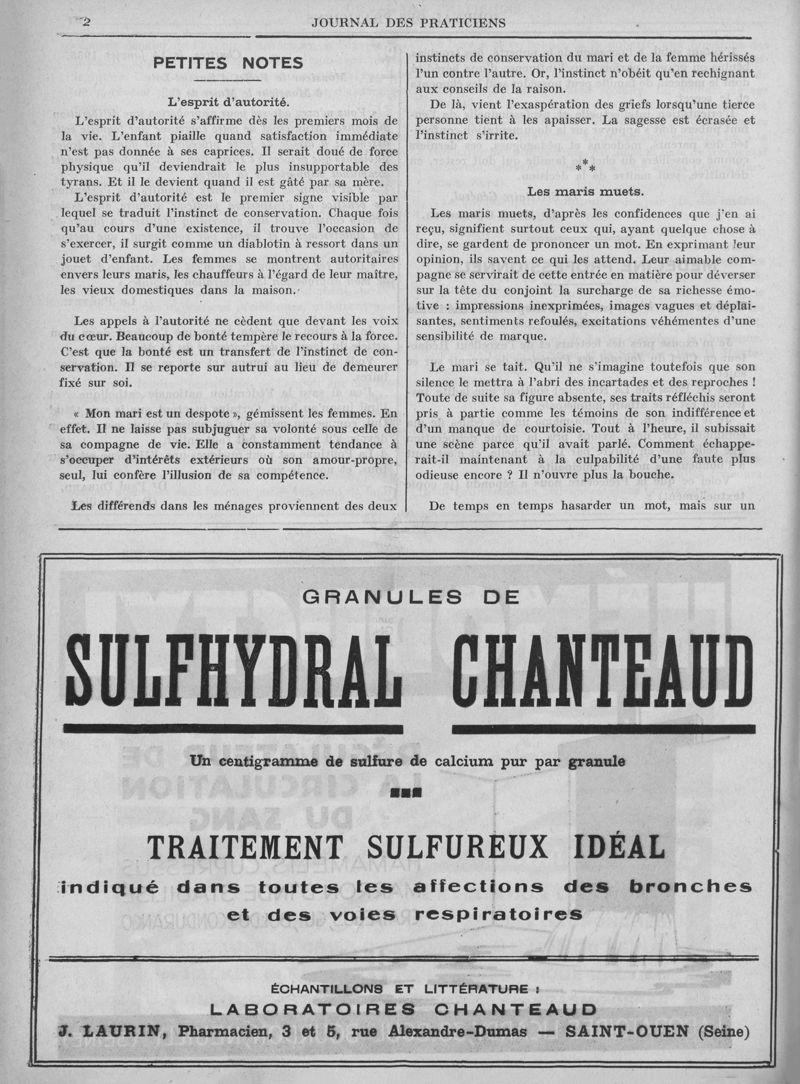 2
JOURNAL DES PRATICIENS
PETITES NOTES
L'esprit d'autorité.
L'esprit d'autorité s'affirme dès les premiers mois de
la vie. L'enfant piaille quand satisfaction immédiate
n'est pas donnée à ses caprices. Il serait doué de force
physique qu'il deviendrait le plus insupportable des
tyrans. Et il le devient quand il est gâté par sa mère.
L'esprit d'autorité est le premier signe visible par
lequel se traduit l'instinct de conservation. Chaque fois
qu'au cours d'une existence, il trouve l'occasion de
s'exercer, il surgit comme un diablotin à ressort dans un
jouet d'enfant. Les femmes se montrent autoritaires
envers leurs maris, les chauffeurs à l'égard de leur maître,
les vieux domestiques dans la maison.
Les appels à l'autorité ne cèdent que devant les voix
du cœur. Beaucoup de bonté tempère le recours à la force.
C'est que la bonté est un transfert de l'instinct de con-
servation. Il se reporte sur autrui au lieu de demeurer
fixé sur soi.
« Mon mari est un despote », gémissent les femmes. En
effet. Il ne laisse pas subjuguer sa volonté sous celle de
sa compagne de vie. Elle a constamment tendance à
s'occuper d'intérêts extérieurs où son amour-propre,
seul, lui confère l'illusion de sa compétence.
Les différends dans les ménages proviennent des deux
instincts de conservation du mari et de la femme hérissés
l'un contre l'autre. Or, l'instinct n'obéit qu'en rechignant
aux conseils de la raison.
De là, vient l'exaspération des griefs lorsqu'une tierce
personne tient à les apaiser. La sagesse est écrasée et
l'instinct s'irrite.
***
Les maris muets.
Les maris muets, d'après les confidences que j'en ai
reçu, signifient surtout ceux qui, ayant quelque chose à
dire, se gardent de prononcer un mot. En exprimant leur
opinion, ils savent ce qui les attend. Leur aimable com-
pagne se servirait de cette entrée en matière pour déverser
sur la tête du conjoint la surcharge de sa richesse émo-
tive : impressions inexprimées, images vagues et déplai-
santes, sentiments refoulés, excitations véhémentes d'une
sensibilité de marque.
Le mari se tait. Qu'il ne s'imagine toutefois que son
silence le mettra à l'abri des incartades et des reproches !
Toute de suite sa figure absente, ses traits réfléchis seront
pris à partie comme les témoins de son indifférence et
d'un manque de courtoisie. Tout à l'heure, il subissait
une scène parce qu'il avait parlé. Comment échappe-
rait-il maintenant à la culpabilité d'une faute plus
odieuse encore ? Il n'ouvre plus la bouche.
De temps en temps hasarder un mot, mais sur un
GRANULES DE
SULFHYDRAL CHANTEAUD
Un centigramme de sulfure de calcium pur par granule
TRAITEMENT SULFUREUX IDÉAL
indiqué dans toutes les affections des bronches
et des voies respiratoires
ÉCHANTILLONS ET LITTÉRATURE :
LABORATOIRES CHANTEAUD
J. LAURIN, Pharmacien, 3 et 5, rue Alexandre-Dumas — SAINT-OUEN (Seine)